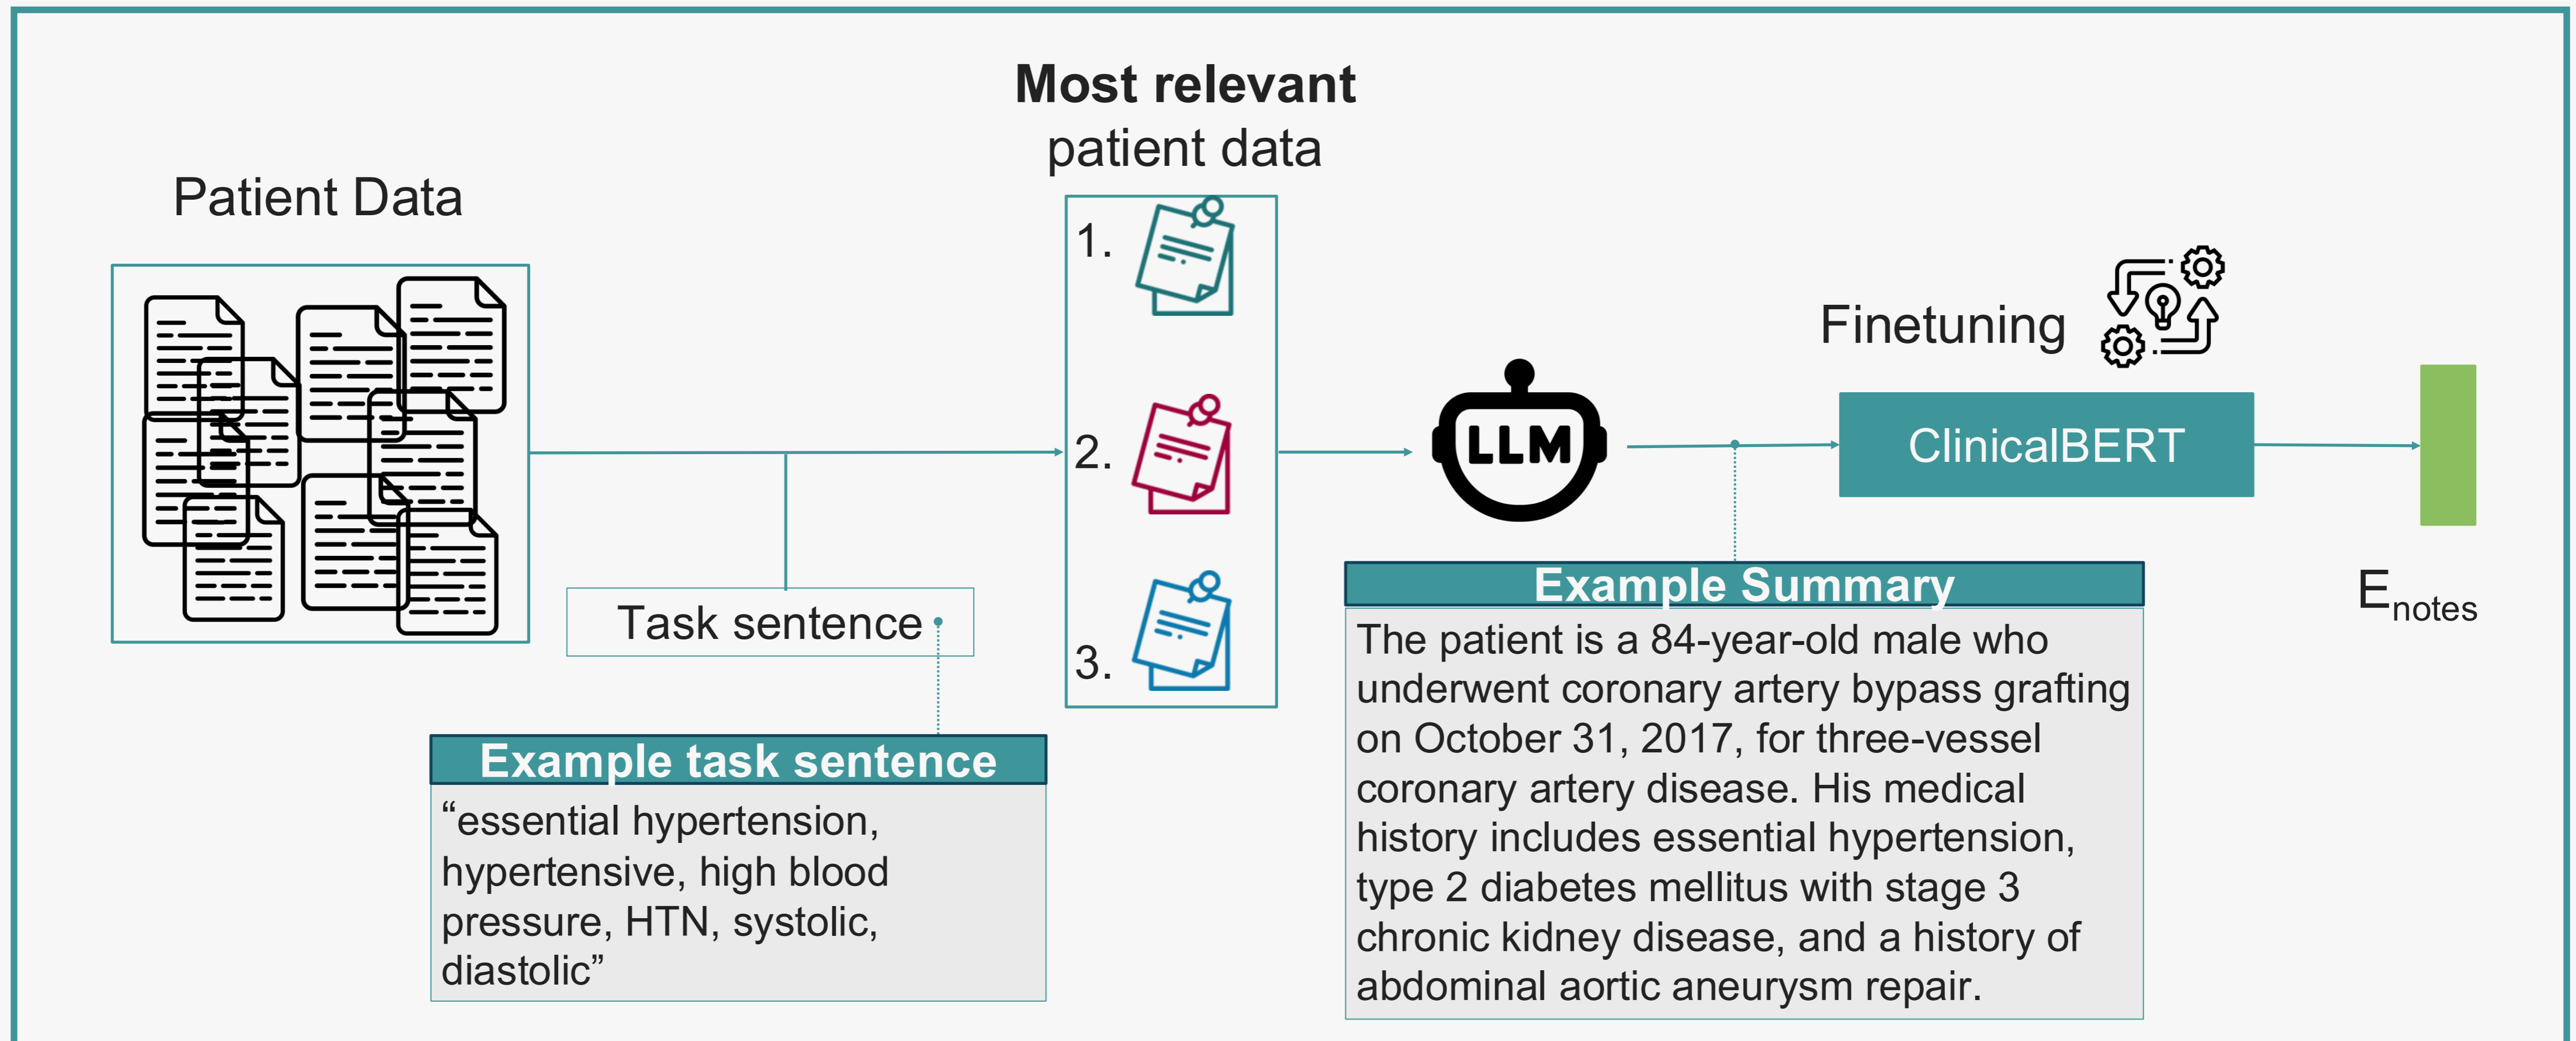 Patient Data
Most relevant
patient data
1.
2.
3.
Task sentence
Example task sentence
“essential hypertension,
hypertensive, high blood
pressure, HTN, systolic,
diastolic”
LLM
Example Summary
The patient is a 84-year-old male who
underwent coronary artery bypass grafting
on October 31, 2017, for three-vessel
coronary artery disease. His medical
history includes essential hypertension,
type 2 diabetes mellitus with stage 3
chronic kidney disease, and a history of
abdominal aortic aneurysm repair.
Finetuning
ClinicalBERT
Enotes